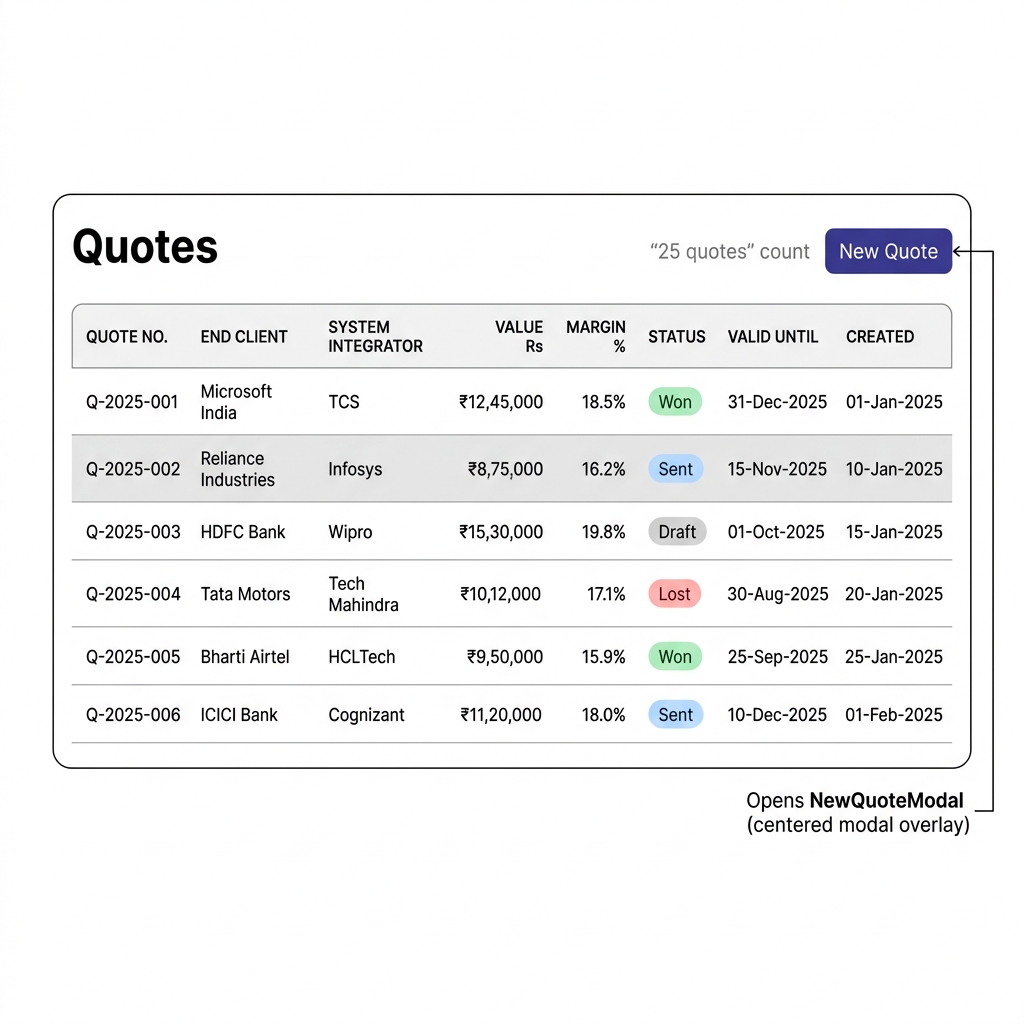 Quotes
“25 quotes” count
New Quote
QUOTE NO.
END CLIENT
SYSTEM
INTEGRATOR
VALUE
Rs
MARGIN
%
STATUS
VALID UNTIL
CREATED
Q-2025-001
Microsoft
India
TCS
₹12,45,000
18.5%
Won
31-Dec-2025
01-Jan-2025
Q-2025-002
Reliance
Industries
Infosys
₹8,75,000
16.2%
Sent
15-Nov-2025
10-Jan-2025
Q-2025-003
HDFC Bank
Wipro
₹15,30,000
19.8%
Draft
01-Oct-2025
15-Jan-2025
Q-2025-004
Tata Motors
Tech
Mahindra
₹10,12,000
17.1%
Lost
30-Aug-2025
20-Jan-2025
Q-2025-005
Bharti Airtel
HCLTech
₹9,50,000
15.9%
Won
25-Sep-2025
25-Jan-2025
Q-2025-006
ICICI Bank
Cognizant
₹11,20,000
18.0%
Sent
10-Dec-2025
01-Feb-2025
Opens NewQuoteModal
(centered modal overlay)